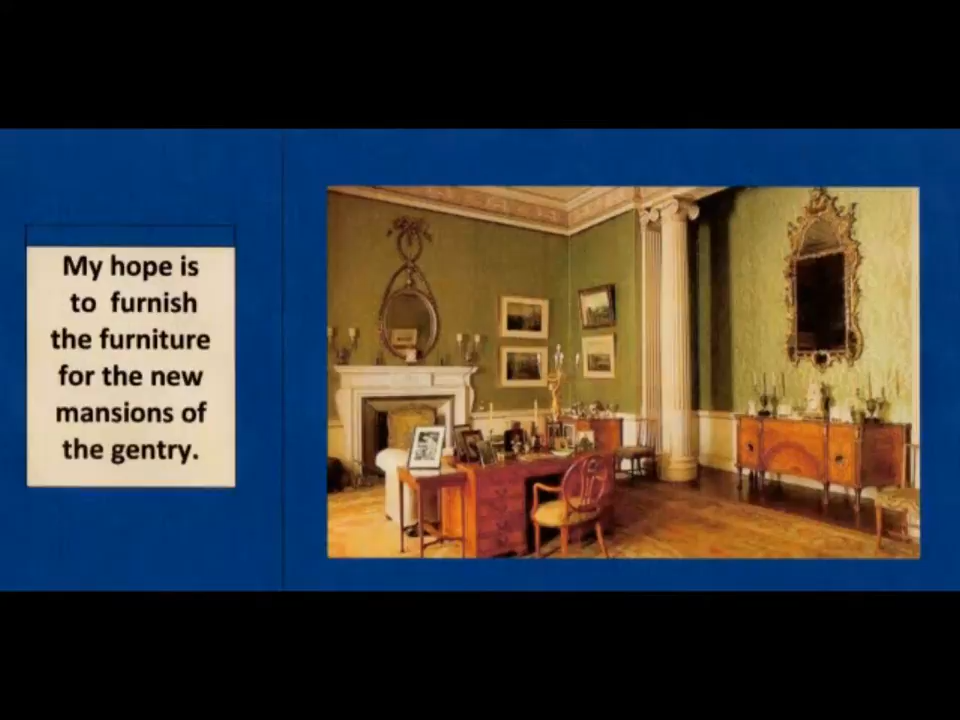 My hope is
to furnish
the furniture
for the new
mansions of
the gentry.